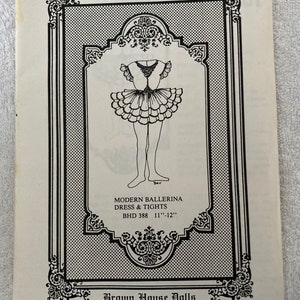 MODERN BALLERINA
DRESS & TIGHTS
BHD 388 11"-12"
Brown House Dolls